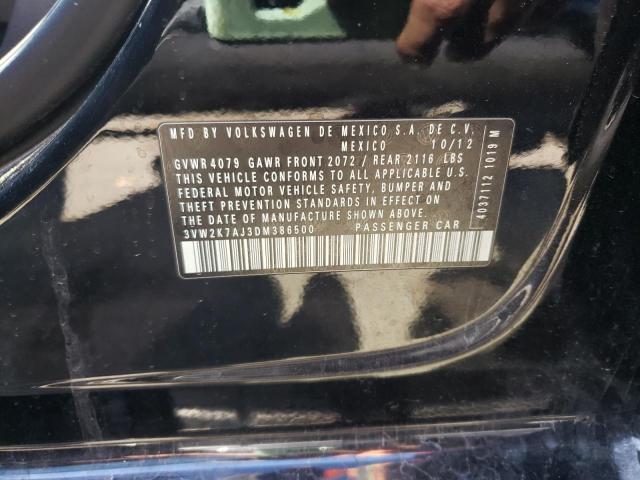 MFD BY VOLKSWAGEN DE MEXICO S.A. DE C.V.
MEXICO 10/12
GVWR 4079 GAWR FRONT 2072 / REAR 2116 LBS
THIS VEHICLE CONFORMS TO ALL APPLICABLE U.S.
FEDERAL MOTOR VEHICLE SAFETY, BUMPER AND
THEFT PREVENTION STANDARDS IN EFFECT ON
THE DATE OF MANUFACTURE SHOWN ABOVE.
3VW2K7AJ3DM386500 PASSENGER CAR
4037112 1019 M